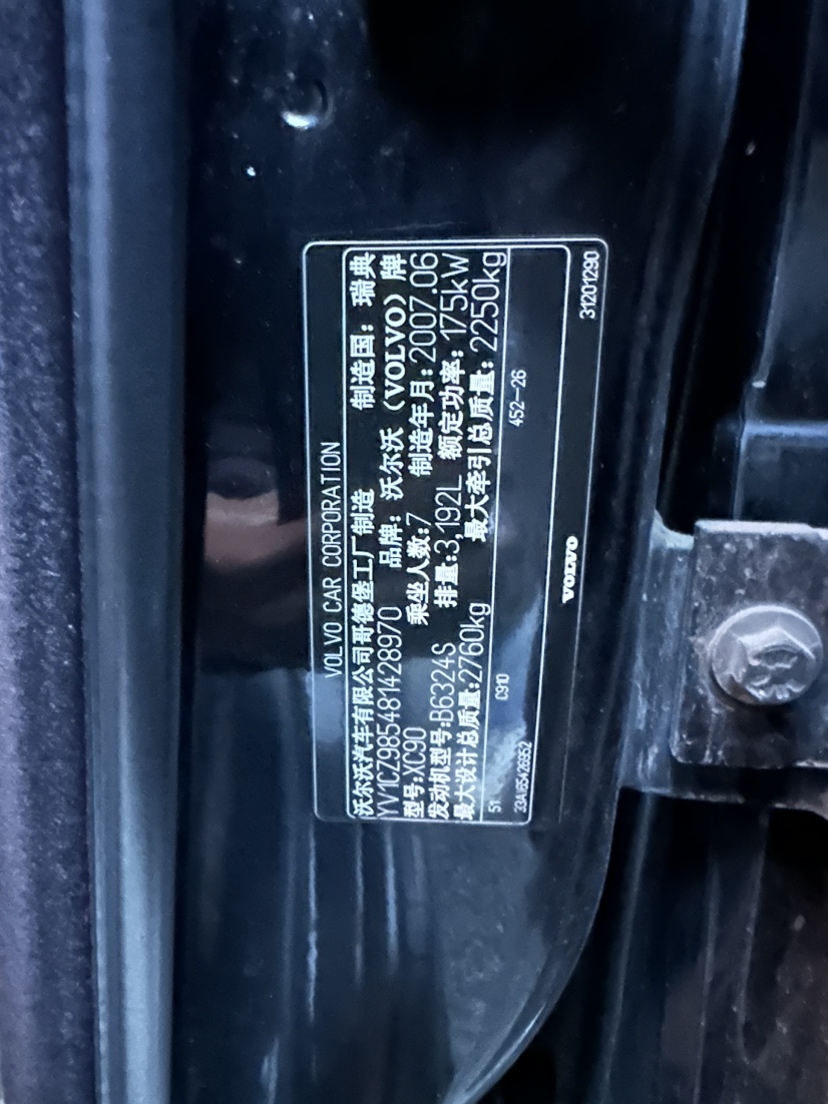 VOLVO CAR CORPORATION
沃尔沃汽车有限公司哥德堡工厂制造 制造国：瑞典
YV1CZ985481428970 品牌：沃尔沃（VOLVO）牌
型号:XC90 乘坐人数:7 制造年月:2007.06
发动机型号:B6324S 排量:3,192L 额定功率:175kW
最大设计总质量:2760kg 最大牵引总质量:2250kg
51 C910 452-26
33AU65426952
VOLVO 31201290